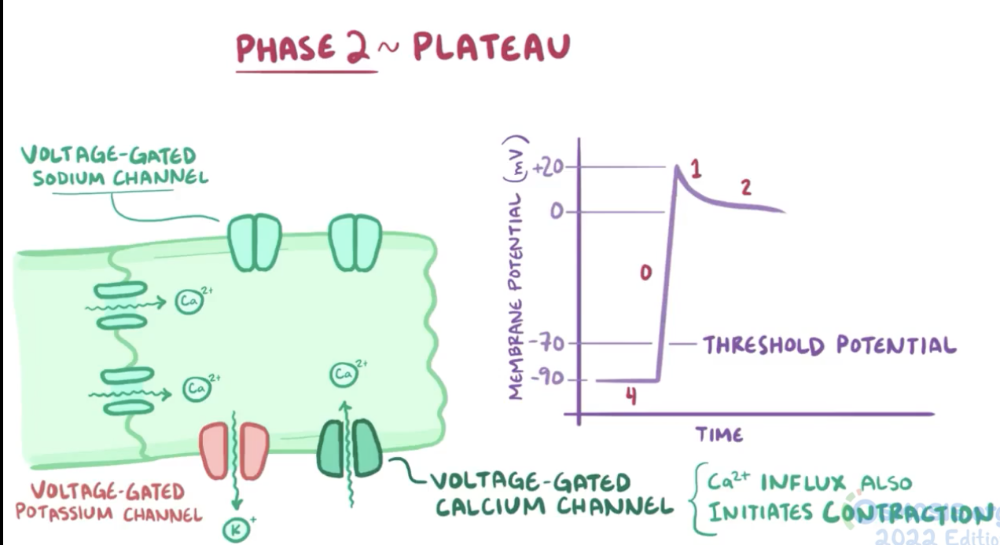 PHASE 2 ~ PLATEAU
VOLTAGE-GATED
SODIUM CHANNEL
Ca2+
Ca2+
Ca2+
VOLTAGE-GATED
POTASSIUM CHANNEL
K+
VOLTAGE-GATED
CALCIUM CHANNEL
MEMBRANE POTENTIAL (mV)
+20
0
-70
-90
1
2
0
4
THRESHOLD POTENTIAL
TIME
Ca2+ INFLUX ALSO
INITIATES CONTRACTION
2022 Edition